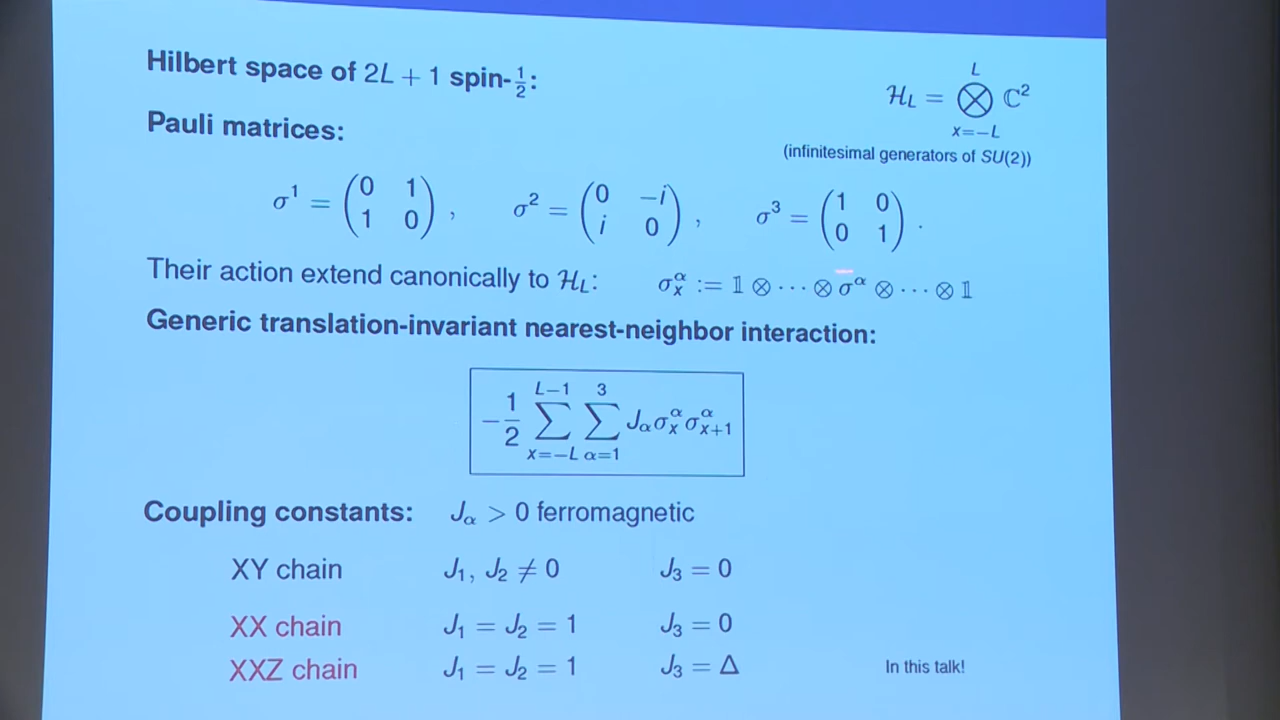 Hilbert space of 2L + 1 spin-½:
ℋ_L = ⨂_{x=−L}^{L} ℂ²
Pauli matrices:
(infinitesimal generators of SU(2))
σ¹ = (0 1; 1 0), σ² = (0 −i; i 0), σ³ = (1 0; 0 1).
Their action extend canonically to ℋ_L: σ_x^α := 𝟙 ⊗ ··· ⊗ σ^α ⊗ ··· ⊗ 𝟙
Generic translation-invariant nearest-neighbor interaction:
−1/2 ∑_{x=−L}^{L−1} ∑_{α=1}^{3} J_α σ_x^α σ_{x+1}^α
Coupling constants: J_α > 0 ferromagnetic
XY chain J₁, J₂ ≠ 0 J₃ = 0
XX chain J₁ = J₂ = 1 J₃ = 0
XXZ chain J₁ = J₂ = 1 J₃ = Δ In this talk!